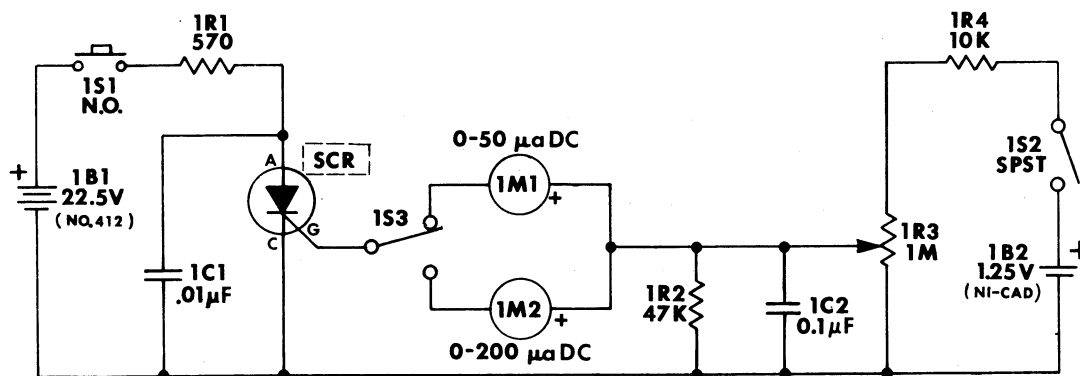 1R1
570
1S1
N.O.
+
1B1
22.5V
(NO.412)
A
SCR
C
G
1C1
.01μF
1S3
0-50 μa DC
1M1
+
1M2
+
0-200 μa DC
1R2
47K
1C2
0.1μF
1R3
1M
1R4
10K
1S2
SPST
+
1B2
1.25V
(NI-CAD)